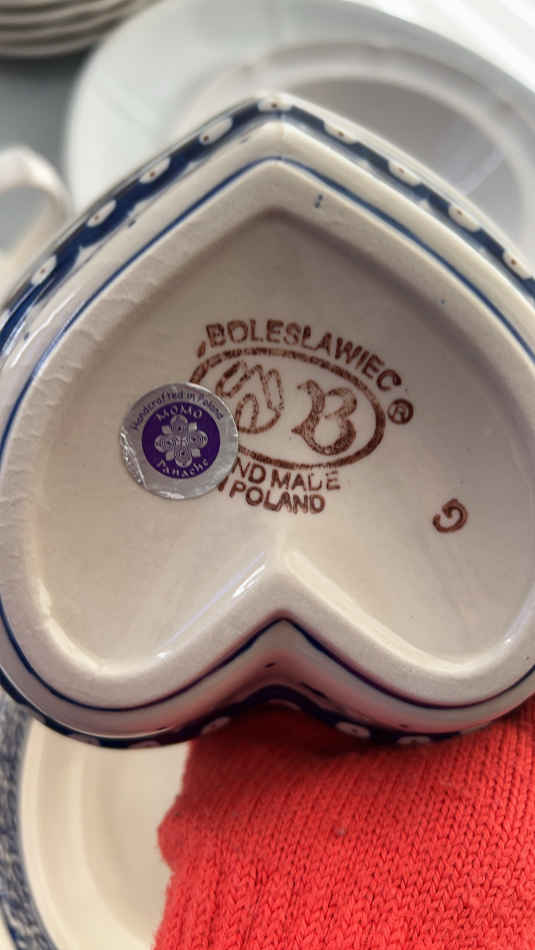 BOLESŁAWIEC ®
B
Handcrafted in Poland
MOMO
PANACHE
ND MADE
POLAND
G